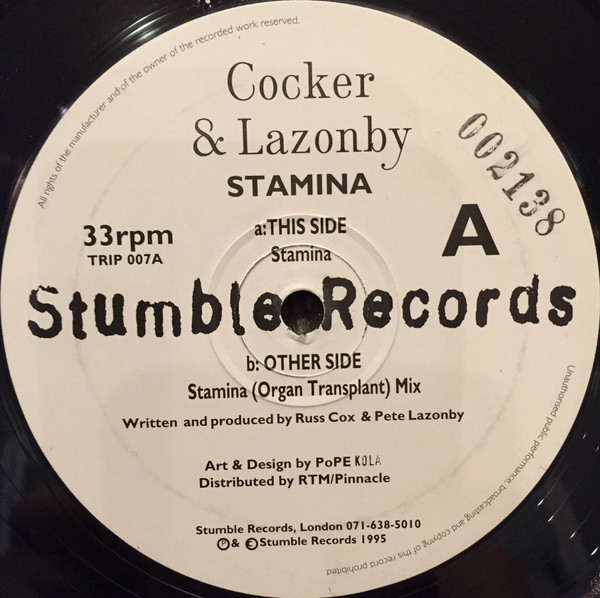 All rights of the manufacturer and of the owner of the recorded work reserved.
Cocker
& Lazonby
STAMINA
002138
33rpm
TRIP 007A
A
a:THIS SIDE
Stamina
Stumble Records
b: OTHER SIDE
Stamina (Organ Transplant) Mix
Written and produced by Russ Cox & Pete Lazonby
Art & Design by PoPE KOLA
Distributed by RTM/Pinnacle
Stumble Records, London 071-638-5010
℗ & © Stumble Records 1995
Unauthorised public performance, broadcasting and copying of this record prohibited